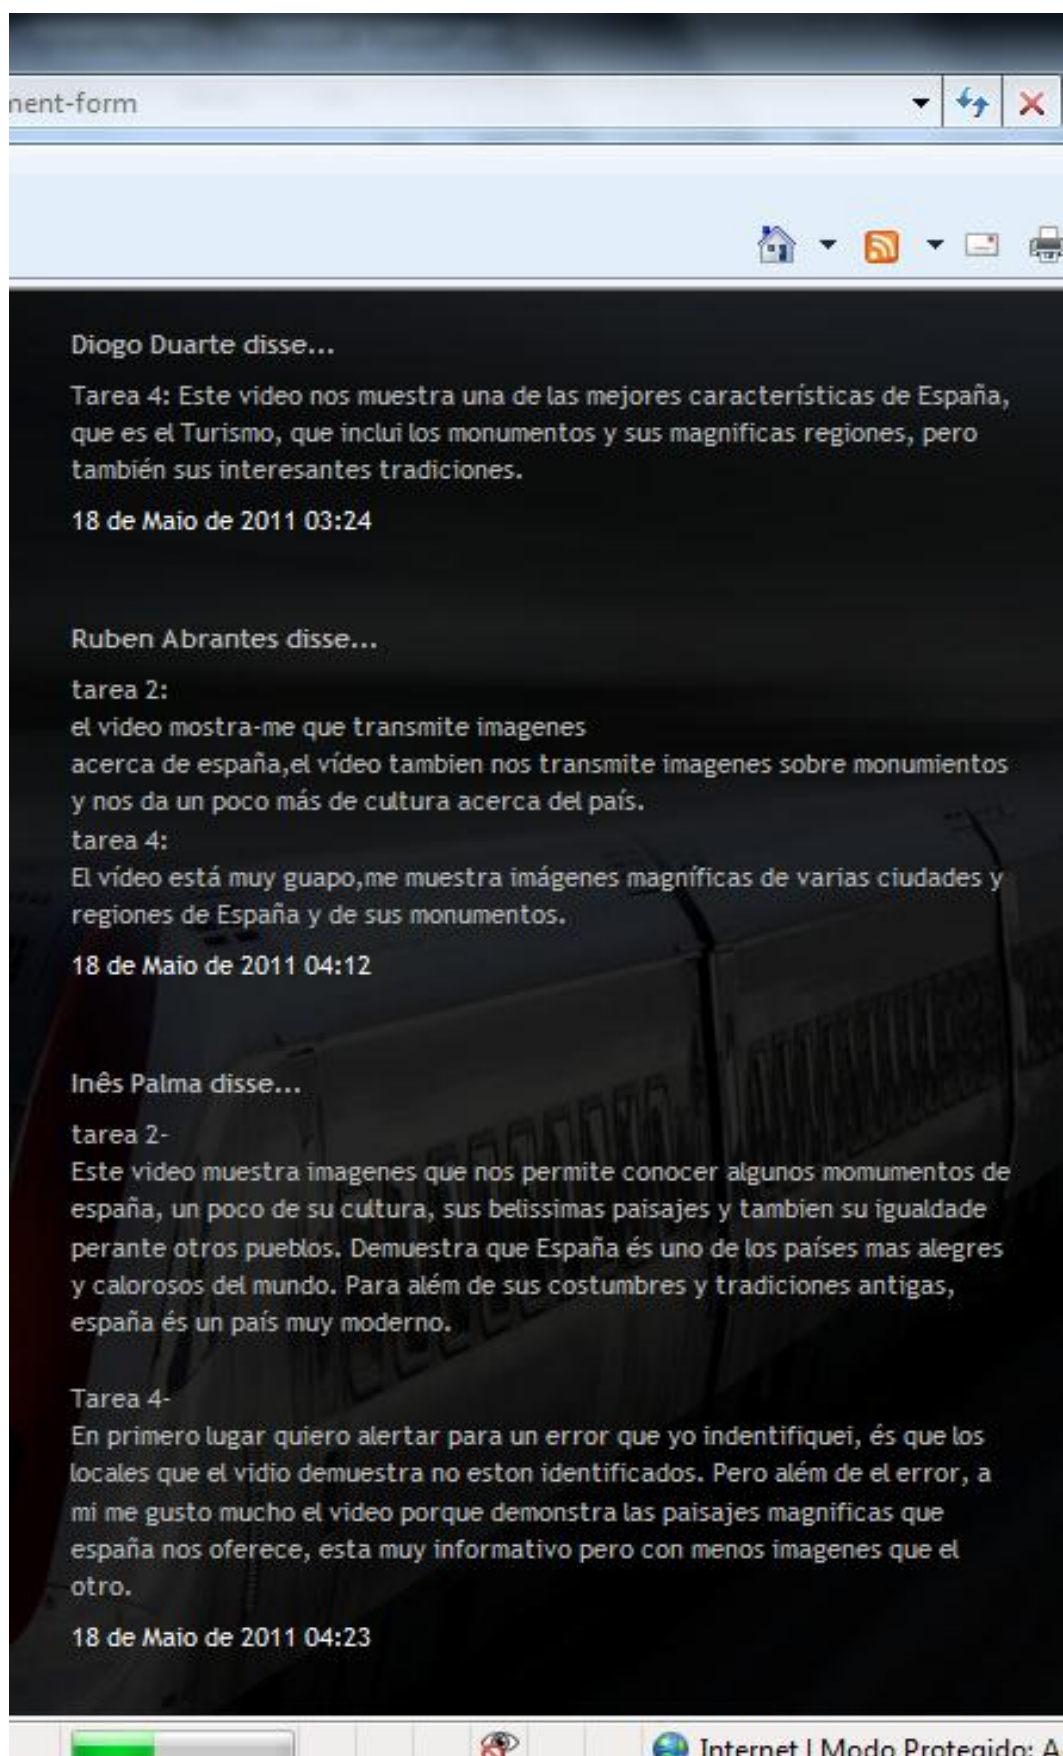 ment-form
Diogo Duarte disse...
Tarea 4: Este video nos muestra una de las mejores características de España,
que es el Turismo, que inclui los monumentos y sus magnificas regiones, pero
también sus interesantes tradiciones.
18 de Maio de 2011 03:24
Ruben Abrantes disse...
tarea 2:
el video mostra-me que transmite imagenes
acerca de españa,el vídeo tambien nos transmite imagenes sobre monumientos
y nos da un poco más de cultura acerca del país.
tarea 4:
El vídeo está muy guapo,me muestra imágenes magníficas de varias ciudades y
regiones de España y de sus monumentos.
18 de Maio de 2011 04:12
Inês Palma disse...
tarea 2-
Este video muestra imagenes que nos permite conocer algunos momumentos de
españa, un poco de su cultura, sus belissimas paisajes y tambien su igualdade
perante otros pueblos. Demuestra que España és uno de los países mas alegres
y calorosos del mundo. Para além de sus costumbres y tradiciones antigas,
españa és un país muy moderno.
Tarea 4-
En primero lugar quiero alertar para un error que yo indentifiquei, és que los
locales que el vidio demuestra no eston identificados. Pero além de el error, a
mi me gusto mucho el video porque demonstra las paisajes magnificas que
españa nos oferece, esta muy informativo pero con menos imagenes que el
otro.
18 de Maio de 2011 04:23
Internet | Modo Protegido: A